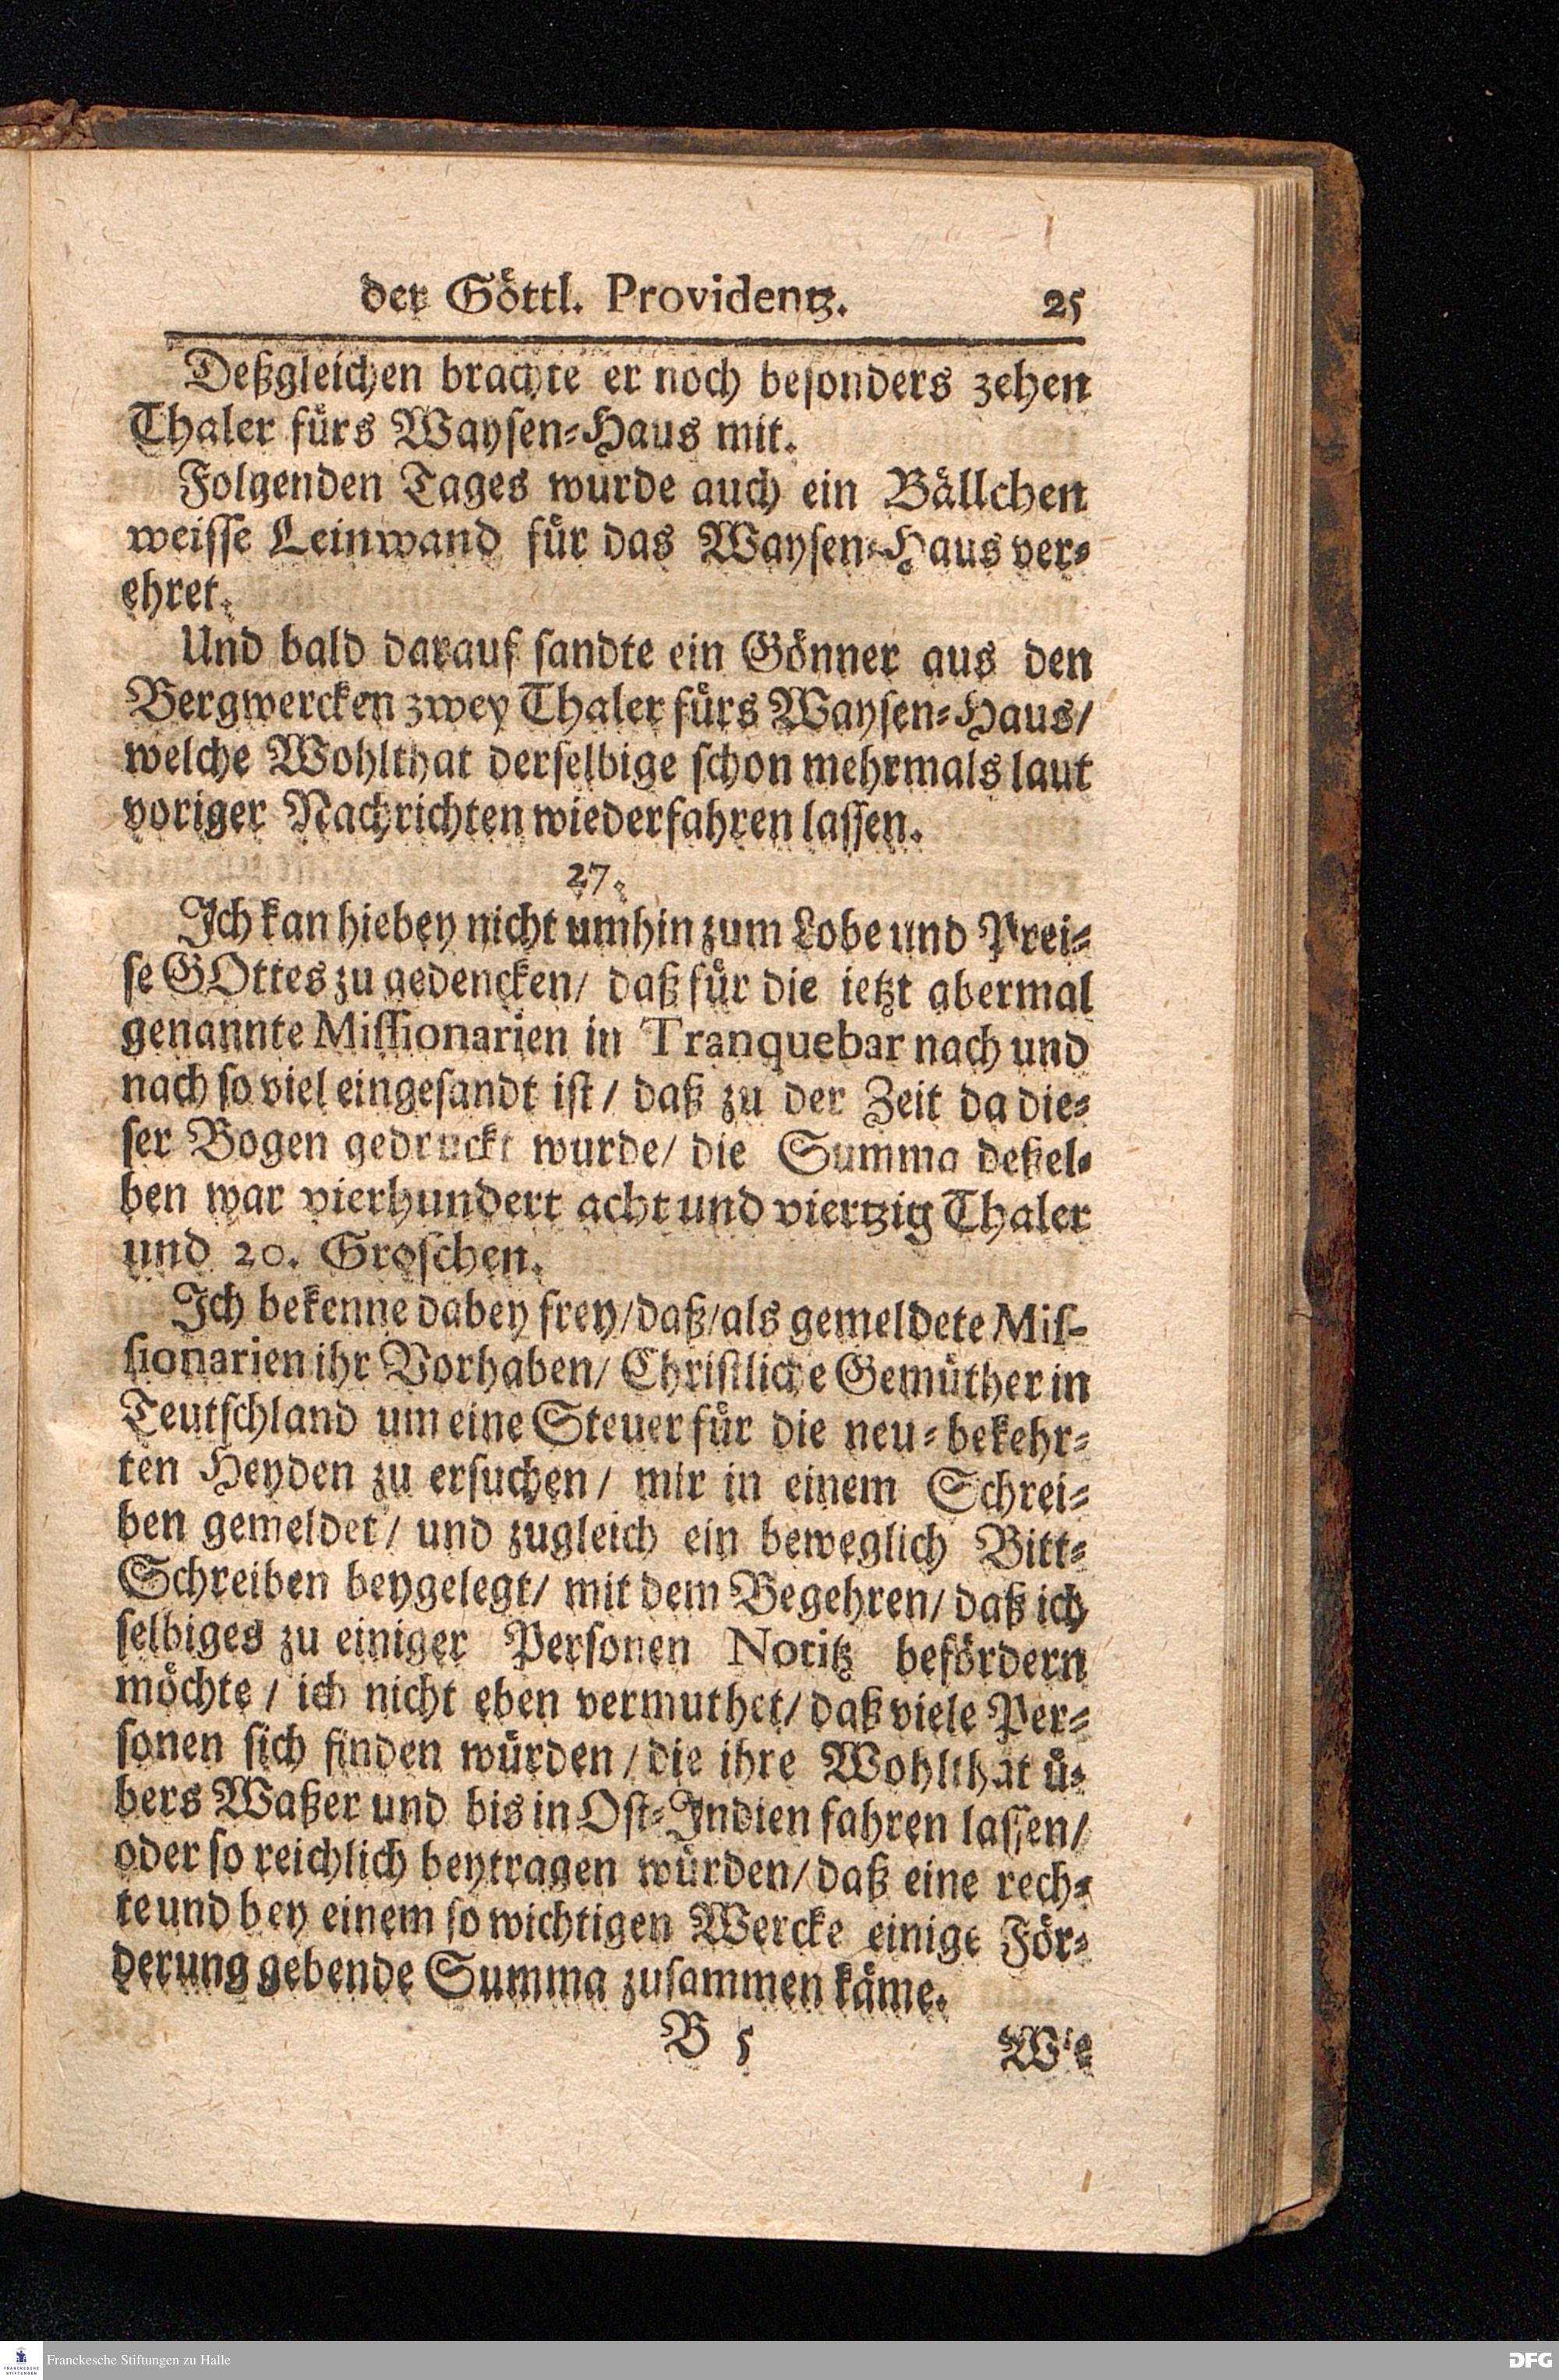 der Göttl. Providentz. 25
Deßgleichen brachte er noch besonders zehen
Thaler fürs Waysen-Haus mit.
Folgenden Tages wurde auch ein Bällchen
weisse Leinwand für das Waysen-Haus ver-
ehret.
Und bald darauf sandte ein Gönner aus den
Bergwercken zwey Thaler fürs Waysen-Haus/
welche Wohlthat derselbige schon mehrmals laut
voriger Nachrichten wiederfahren lassen.
27.
Ich kan hiebey nicht umhin zum Lobe und Prei-
se GOttes zu gedencken/ daß für die ietzt abermal
genannte Missionarien in Tranquebar nach und
nach so viel eingesandt ist/ daß zu der Zeit da die-
ser Bogen gedruckt wurde/ die Summa deßel-
ben war vierhundert acht und viertzig Thaler
und 20. Groschen.
Ich bekenne dabey frey/ daß/ als gemeldete Mis-
sionarien ihr Vorhaben/ Christliche Gemüther in
Teutschland um eine Steuer für die neu-bekehr-
ten Heyden zu ersuchen/ mir in einem Schrei-
ben gemeldet/ und zugleich ein beweglich Bitt-
Schreiben beygelegt/ mit dem Begehren/ daß ich
selbiges zu einiger Personen Notitz befördern
möchte/ ich nicht eben vermuthet/ daß viele Per-
sonen sich finden würden/ die ihre Wohlthat ü-
bers Waßer und bis in Ost-Indien fahren lassen/
oder so reichlich beytragen würden/ daß eine rech-
te und bey einem so wichtigen Wercke einige För-
derung gebende Summa zusammen käme.
B 5 Wie
FRANCKESCHE STIFTUNGEN
Franckesche Stiftungen zu Halle
DFG